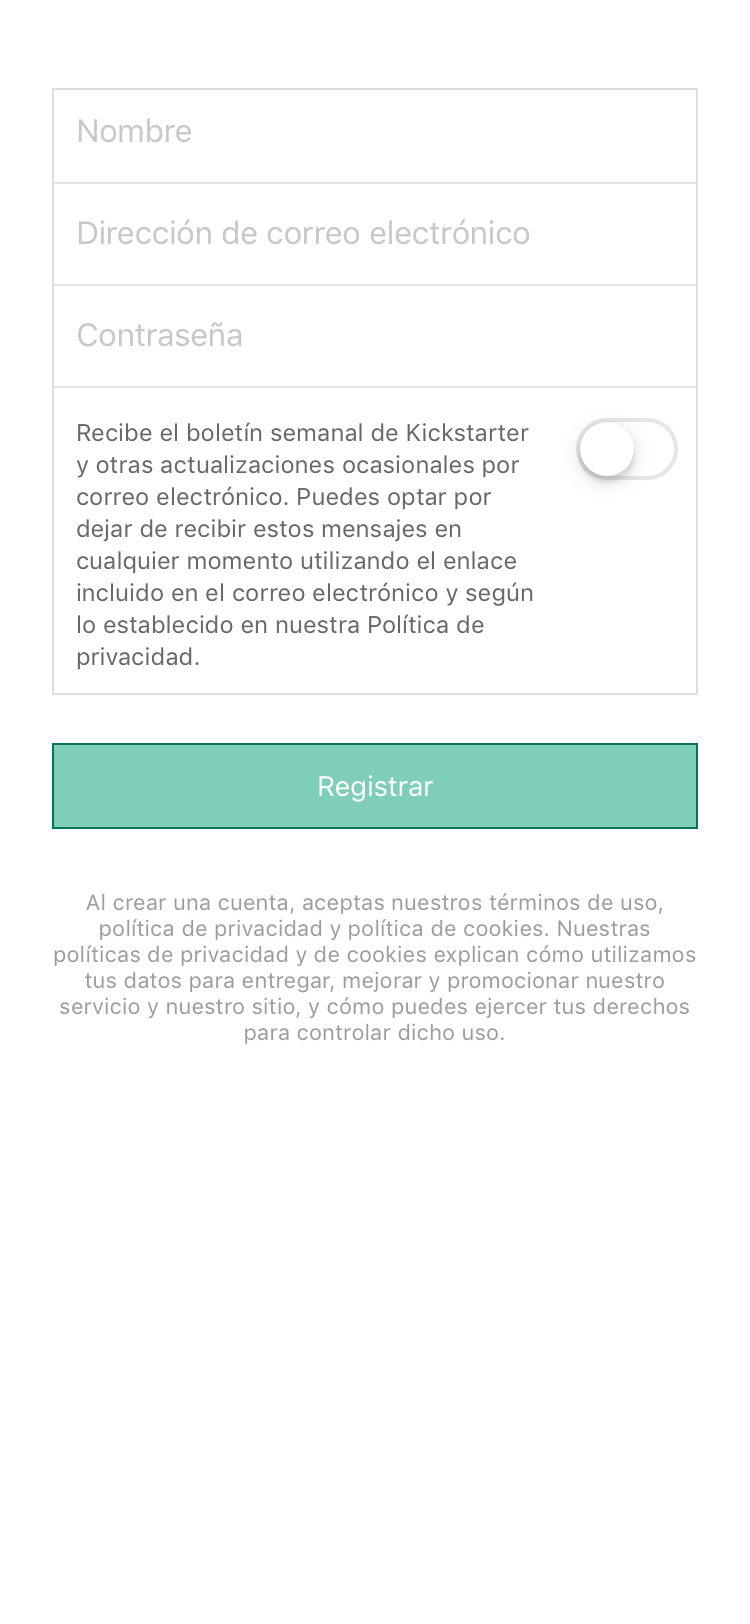 Nombre
Dirección de correo electrónico
Contraseña
Recibe el boletín semanal de Kickstarter
y otras actualizaciones ocasionales por
correo electrónico. Puedes optar por
dejar de recibir estos mensajes en
cualquier momento utilizando el enlace
incluido en el correo electrónico y según
lo establecido en nuestra Política de
privacidad.
Registrar
Al crear una cuenta, aceptas nuestros términos de uso,
política de privacidad y política de cookies. Nuestras
políticas de privacidad y de cookies explican cómo utilizamos
tus datos para entregar, mejorar y promocionar nuestro
servicio y nuestro sitio, y cómo puedes ejercer tus derechos
para controlar dicho uso.